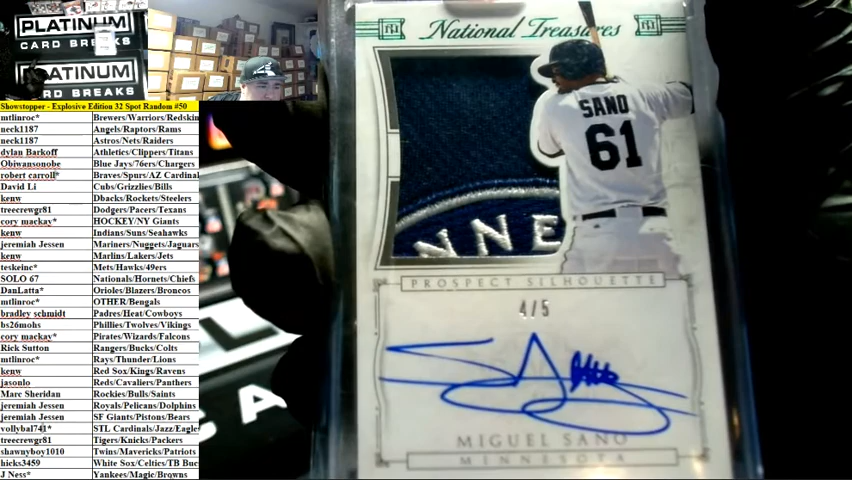 PLATINUM
CARD BREAKS
PLATINUM
RD BREAKS
Showstopper - Explosive Edition 32 Spot Random #50
mtlinroc* Brewers/Warriors/Redskin
neck1187 Angels/Raptors/Rams
neck1187 Astros/Nets/Raiders
dylan Barkoff Athletics/Clippers/Titans
Obiwansonobe Blue Jays/76ers/Chargers
robert carroll* Braves/Spurs/AZ Cardinal
David Li Cubs/Grizzlies/Bills
kenw Dbacks/Rockets/Steelers
treecrewgr81 Dodgers/Pacers/Texans
cory mackay* HOCKEY/NY Giants
kenw Indians/Suns/Seahawks
jeremiah Jessen Mariners/Nuggets/Jaguars
kenw Marlins/Lakers/Jets
teskeinc* Mets/Hawks/49ers
SOLO 67 Nationals/Hornets/Chiefs
DanLatta* Orioles/Blazers/Broncos
mtlinroc* OTHER/Bengals
bradley schmidt Padres/Heat/Cowboys
bs26mohs Phillies/Twolves/Vikings
cory mackay* Pirates/Wizards/Falcons
Rick Sutton Rangers/Bucks/Colts
mtlinroc* Rays/Thunder/Lions
kenw Red Sox/Kings/Ravens
jasonlo Reds/Cavaliers/Panthers
Marc Sheridan Rockies/Bulls/Saints
jeremiah Jessen Royals/Pelicans/Dolphins
jeremiah Jessen SF Giants/Pistons/Bears
vollybal741* STL Cardinals/Jazz/Eagles
treecrewgr81 Tigers/Knicks/Packers
shawnyboy1010 Twins/Mavericks/Patriots
hicks3459 White Sox/Celtics/TB Buc
J Ness* Yankees/Magic/Browns
National Treasures
SANO
61
NNE
PROSPECT SILHOUETTE
4/5
MIGUEL SANO
MINNESOTA